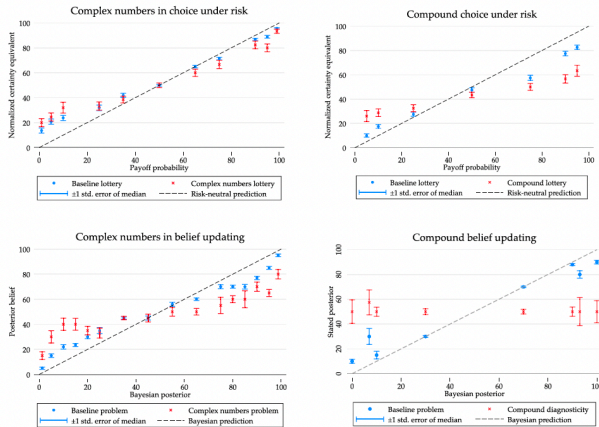 Complex numbers in choice under risk
Normalized certainty equivalent
100
80
60
40
20
0
0 20 40 60 80 100
Payoff probability
Baseline lottery Complex numbers lottery
±1 std. error of median Risk-neutral prediction
Compound choice under risk
Normalized certainty equivalent
100
80
60
40
20
0
0 20 40 60 80 100
Payoff probability
Baseline lottery Compound lottery
±1 std. error of median Risk-neutral prediction
Complex numbers in belief updating
Posterior belief
100
80
60
40
20
0
0 20 40 60 80 100
Bayesian posterior
Baseline problem Complex numbers problem
±1 std. error of median Bayesian prediction
Compound belief updating
Stated posterior
100
80
60
40
20
0
0 20 40 60 80 100
Bayesian posterior
Baseline problem Compound diagnosticity
±1 std. error of median Bayesian prediction